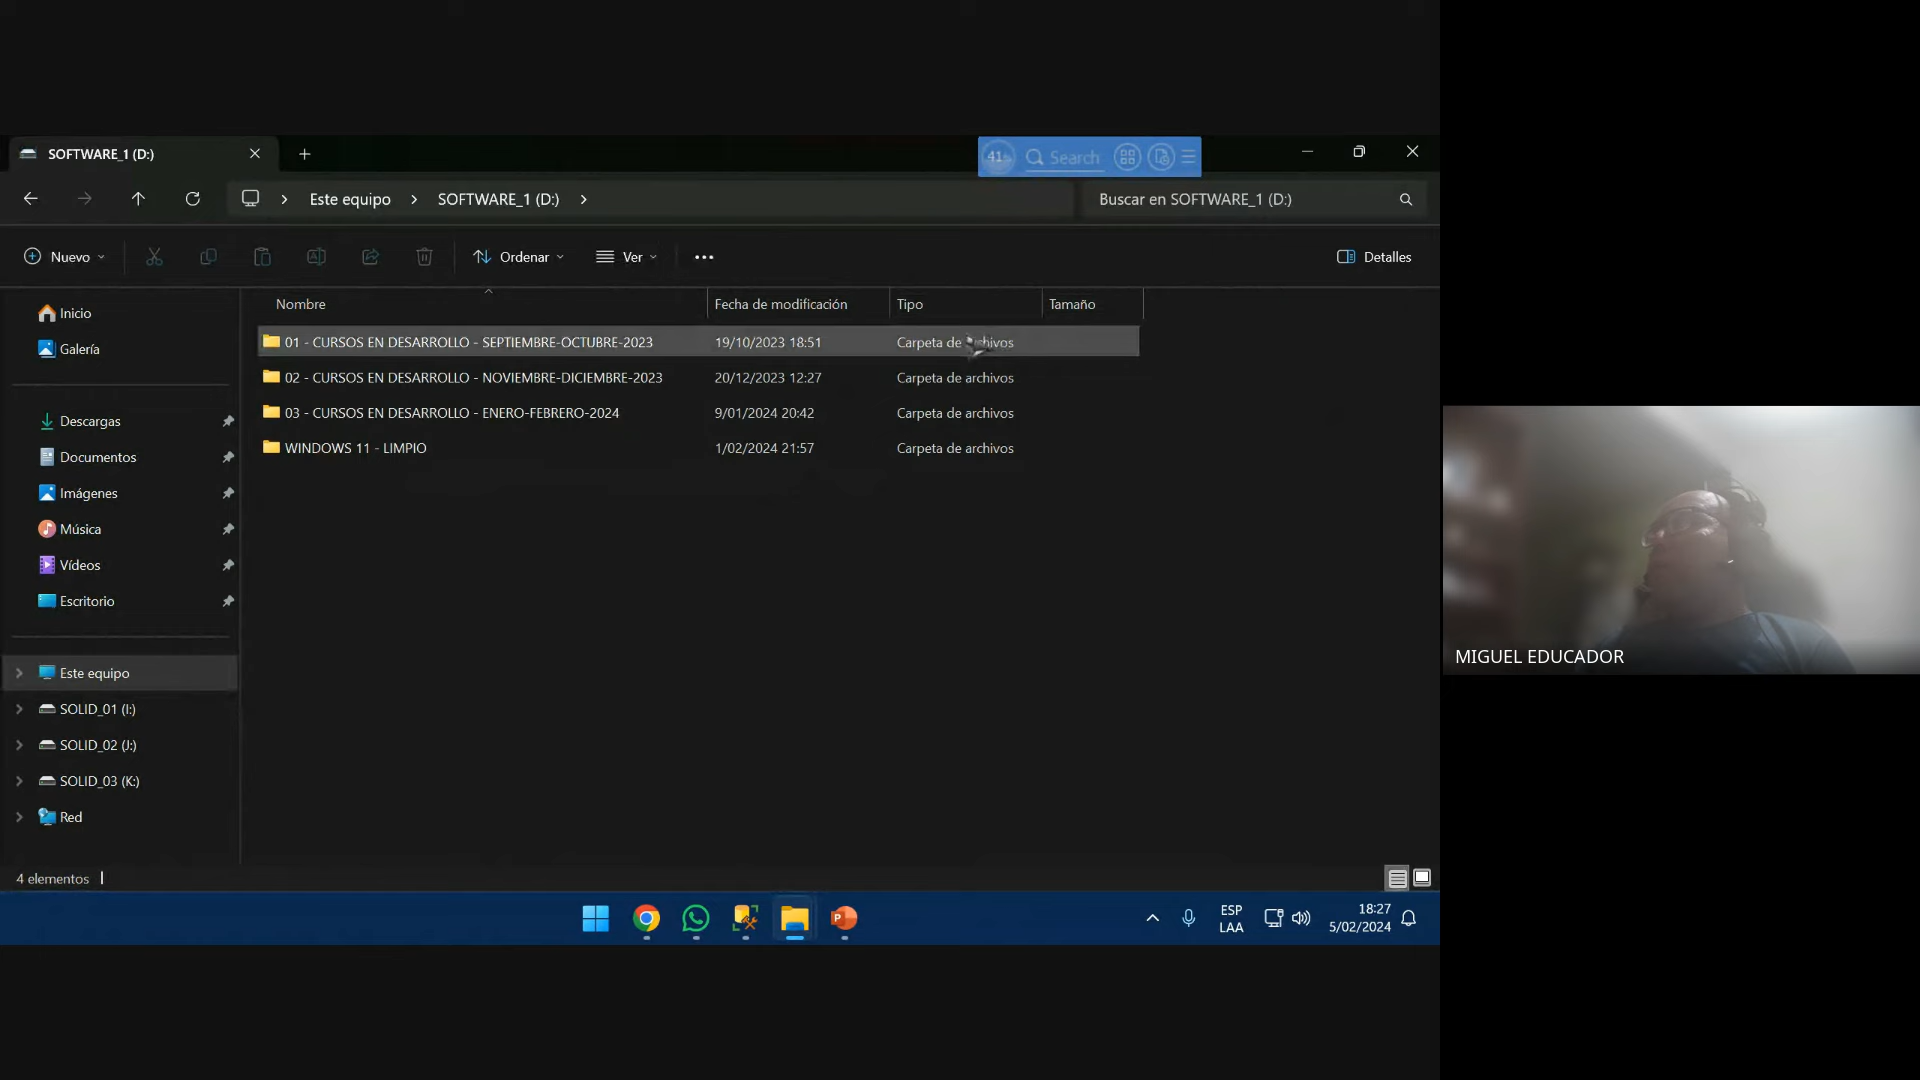 SOFTWARE_1 (D:)
41
Search
Este equipo
SOFTWARE_1 (D:)
Buscar en SOFTWARE_1 (D:)
Nuevo
Ordenar
Ver
Detalles
Nombre
Fecha de modificación
Tipo
Tamaño
01 - CURSOS EN DESARROLLO - SEPTIEMBRE-OCTUBRE-2023
19/10/2023 18:51
Carpeta de archivos
02 - CURSOS EN DESARROLLO - NOVIEMBRE-DICIEMBRE-2023
20/12/2023 12:27
Carpeta de archivos
03 - CURSOS EN DESARROLLO - ENERO-FEBRERO-2024
9/01/2024 20:42
Carpeta de archivos
WINDOWS 11 - LIMPIO
1/02/2024 21:57
Carpeta de archivos
Inicio
Galería
Descargas
Documentos
Imágenes
Música
Vídeos
Escritorio
Este equipo
SOLID_01 (I:)
SOLID_02 (J:)
SOLID_03 (K:)
Red
4 elementos
ESP
LAA
18:27
5/02/2024
MIGUEL EDUCADOR